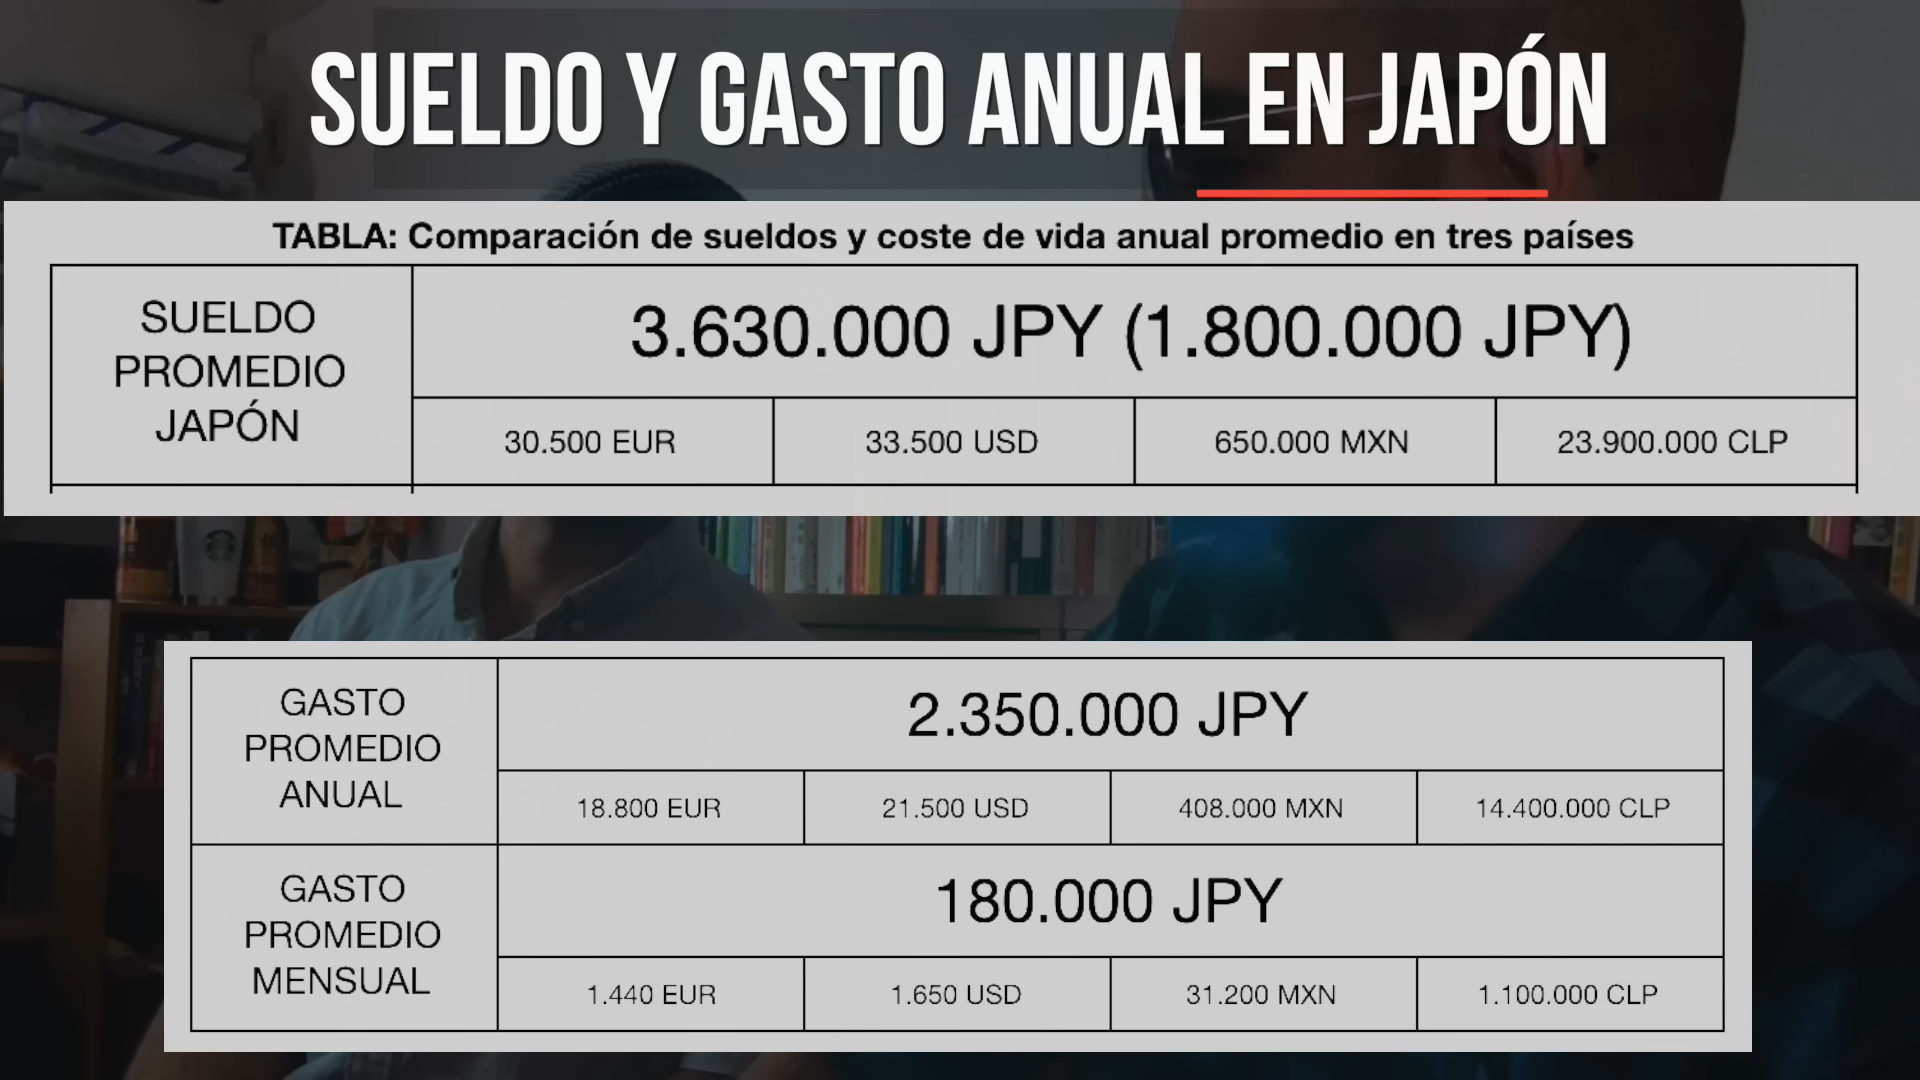 SUELDO Y GASTO ANUAL EN JAPÓN
TABLA: Comparación de sueldos y coste de vida anual promedio en tres países
SUELDO
PROMEDIO
JAPÓN
3.630.000 JPY (1.800.000 JPY)
30.500 EUR
33.500 USD
650.000 MXN
23.900.000 CLP
GASTO
PROMEDIO
ANUAL
2.350.000 JPY
18.800 EUR
21.500 USD
408.000 MXN
14.400.000 CLP
GASTO
PROMEDIO
MENSUAL
180.000 JPY
1.440 EUR
1.650 USD
31.200 MXN
1.100.000 CLP